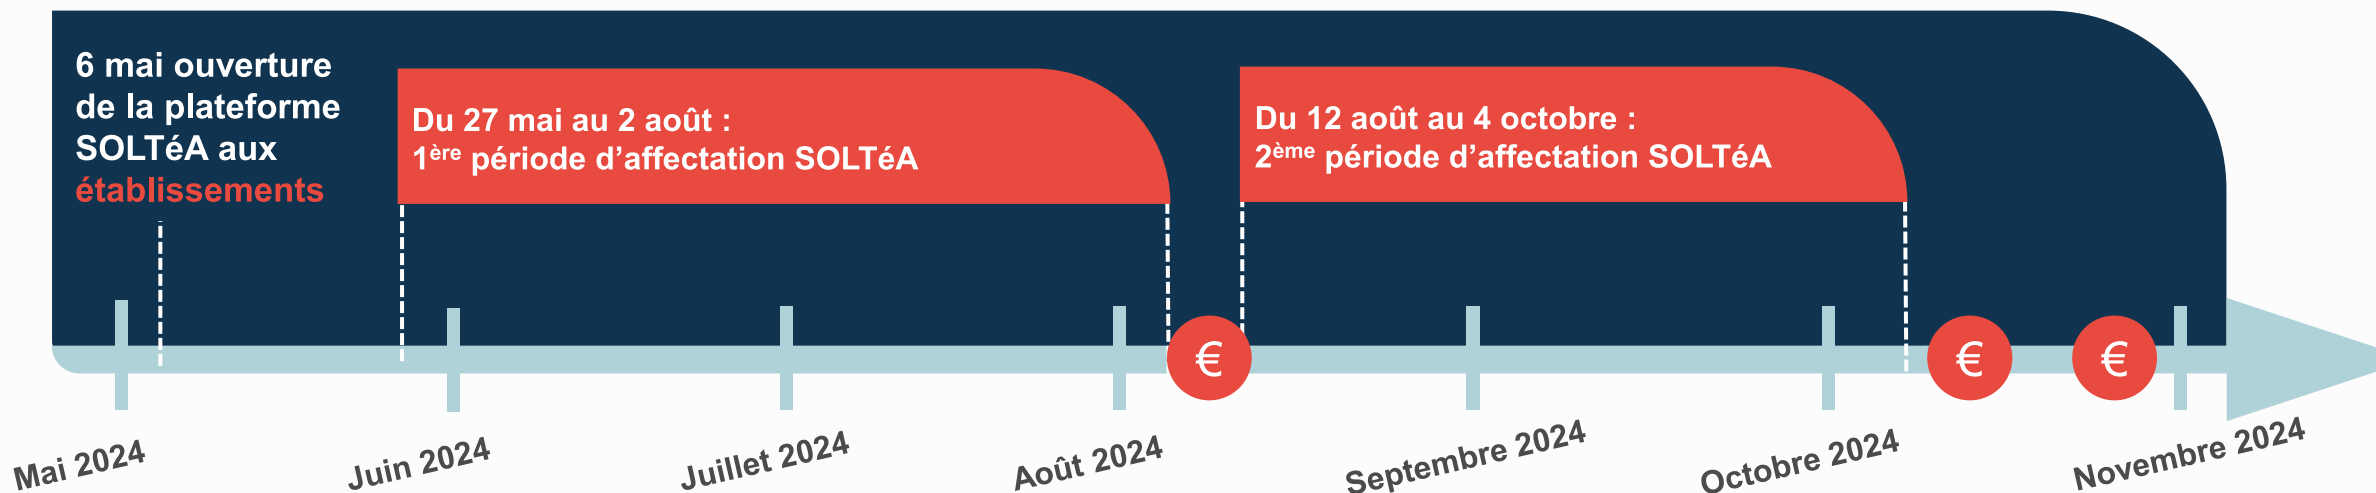 6 mai ouverture
de la plateforme
SOLTéA aux
établissements
Du 27 mai au 2 août :
1ère période d'affectation SOLTéA
Du 12 août au 4 octobre :
2ème période d'affectation SOLTéA
€
€
€
Mai 2024
Juin 2024
Juillet 2024
Août 2024
Septembre 2024
Octobre 2024
Novembre 2024